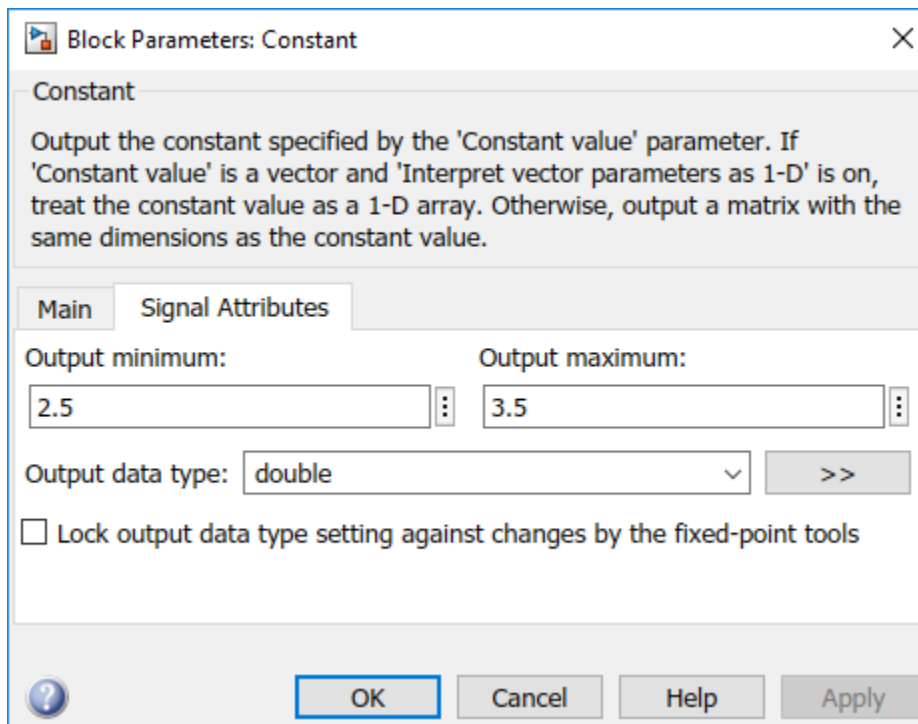 Block Parameters: Constant
Constant
Output the constant specified by the 'Constant value' parameter. If
'Constant value' is a vector and 'Interpret vector parameters as 1-D' is on,
treat the constant value as a 1-D array. Otherwise, output a matrix with the
same dimensions as the constant value.
Main Signal Attributes
Output minimum: Output maximum:
2.5 3.5
Output data type: double >>
Lock output data type setting against changes by the fixed-point tools
? OK Cancel Help Apply